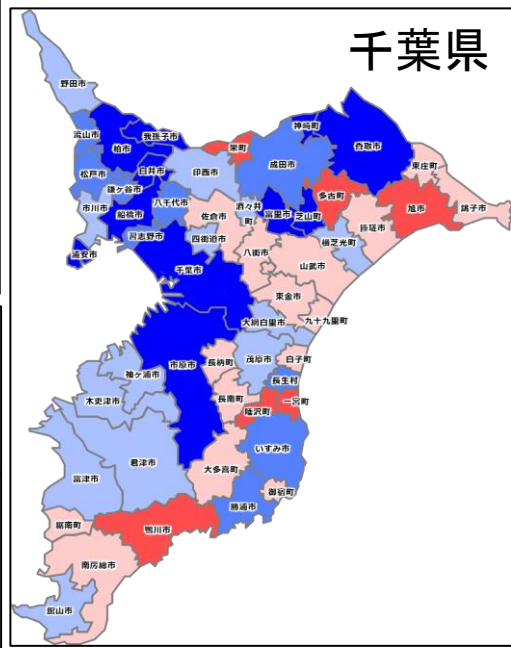 千葉県
野田市
流山市
柏市
我孫子市
松戸市
白井市
鎌ヶ谷市
市川市
船橋市
八千代市
浦安市
習志野市
印西市
栄町
成田市
神崎町
香取市
東庄町
多古町
旭市
銚子市
匝瑳市
横芝光町
芝山町
富里市
酒々井町
佐倉市
四街道市
八街市
山武市
千葉市
東金市
九十九里町
大網白里市
市原市
長柄町
茂原市
白子町
長生村
長南町
睦沢町
一宮町
袖ヶ浦市
木更津市
いすみ市
大多喜町
君津市
富津市
御宿町
勝浦市
鴨川市
鋸南町
南房総市
館山市